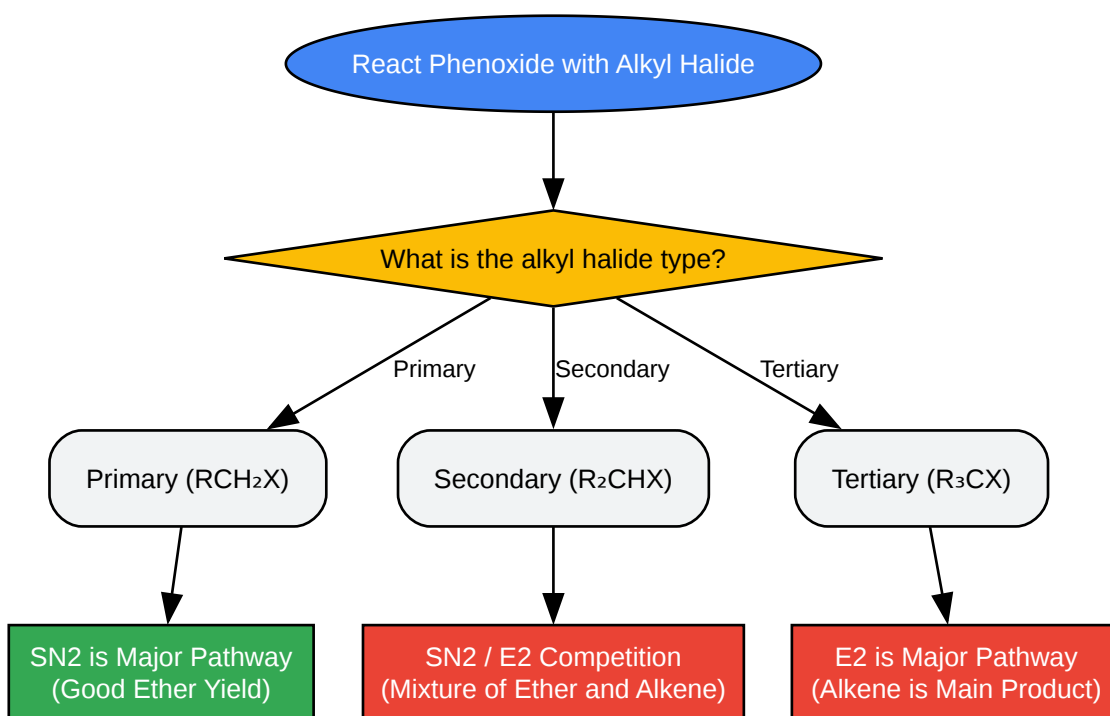 React Phenoxide with Alkyl Halide
What is the alkyl halide type?
Primary
Secondary
Tertiary
Primary (RCH₂X)
Secondary (R₂CHX)
Tertiary (R₃CX)
SN2 is Major Pathway
(Good Ether Yield)
SN2 / E2 Competition
(Mixture of Ether and Alkene)
E2 is Major Pathway
(Alkene is Main Product)